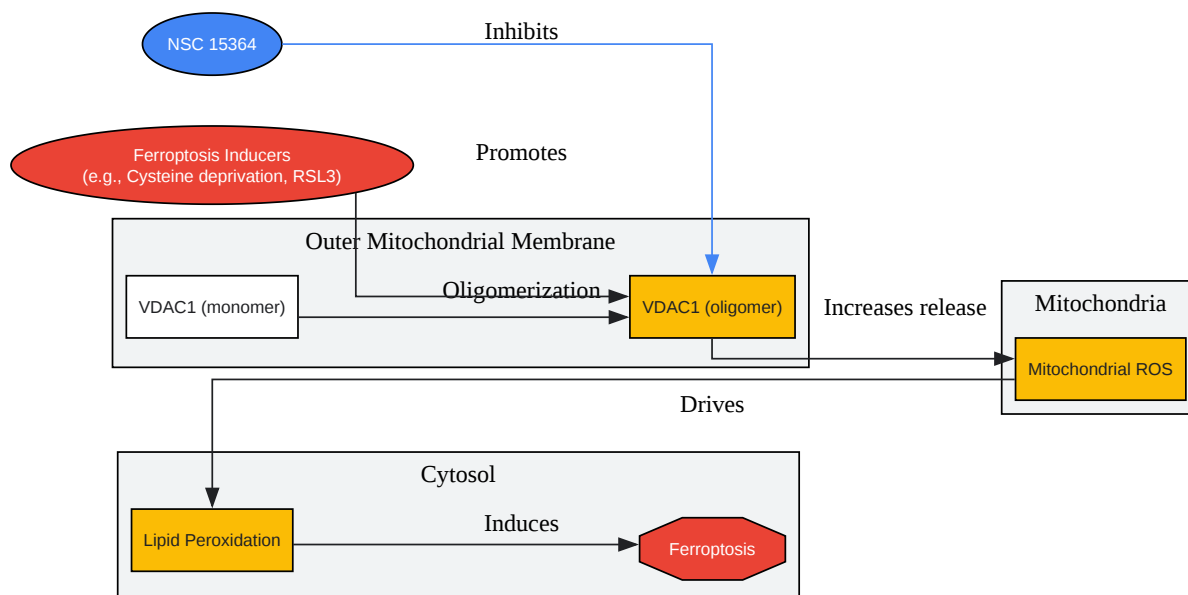 NSC 15364
Inhibits
Ferroptosis Inducers
(e.g., Cysteine deprivation, RSL3)
Promotes
Outer Mitochondrial Membrane
VDAC1 (monomer)
Oligomerization
VDAC1 (oligomer)
Increases release
Mitochondria
Mitochondrial ROS
Drives
Cytosol
Lipid Peroxidation
Induces
Ferroptosis